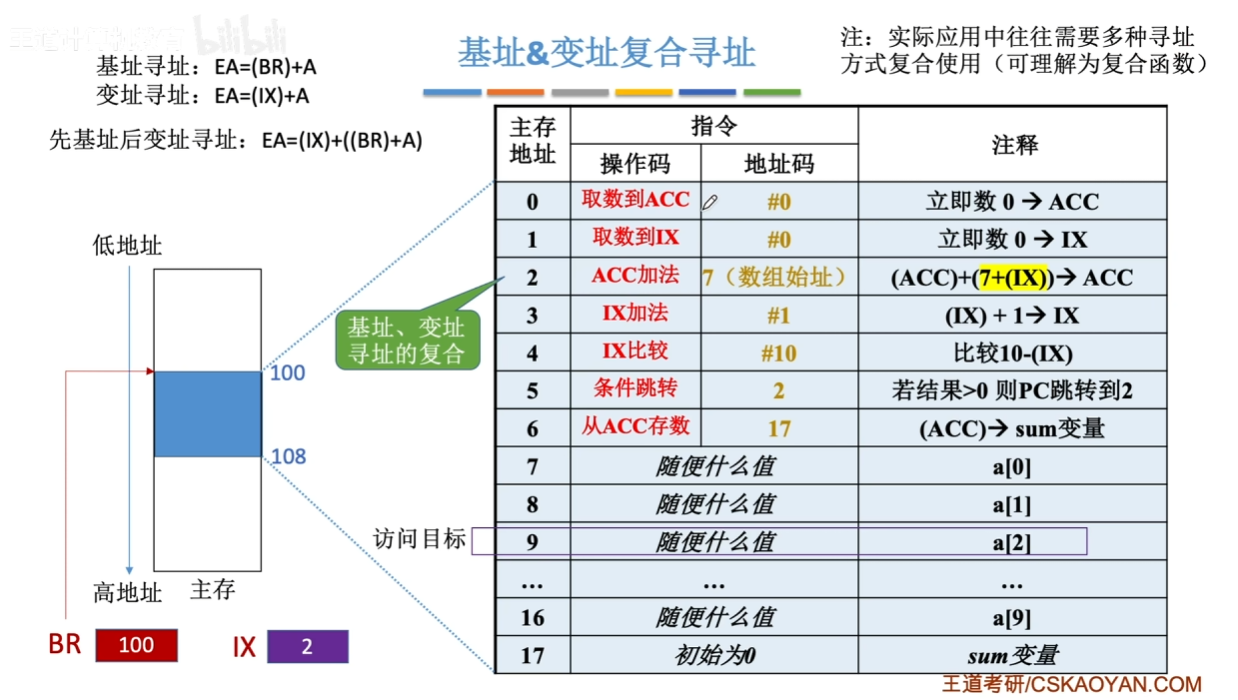 bilibili
基址&变址复合寻址
注：实际应用中往往需要多种寻址
方式复合使用（可理解为复合函数）
基址寻址：EA=(BR)+A
变址寻址：EA=(IX)+A
先基址后变址寻址：EA=(IX)+((BR)+A)
低地址
高地址
主存
100
108
BR 100
IX 2
基址、变址
寻址的复合
访问目标
主存
地址
指令
注释
操作码 地址码
0 取数到ACC #0 立即数 0 → ACC
1 取数到IX #0 立即数 0 → IX
2 ACC加法 7（数组始址） (ACC)+(7+(IX))→ ACC
3 IX加法 #1 (IX) + 1→ IX
4 IX比较 #10 比较10-(IX)
5 条件跳转 2 若结果>0 则PC跳转到2
6 从ACC存数 17 (ACC)→ sum变量
7 随便什么值 a[0]
8 随便什么值 a[1]
9 随便什么值 a[2]
... ... ...
16 随便什么值 a[9]
17 初始为0 sum变量
王道考研/CSKAOYAN.COM